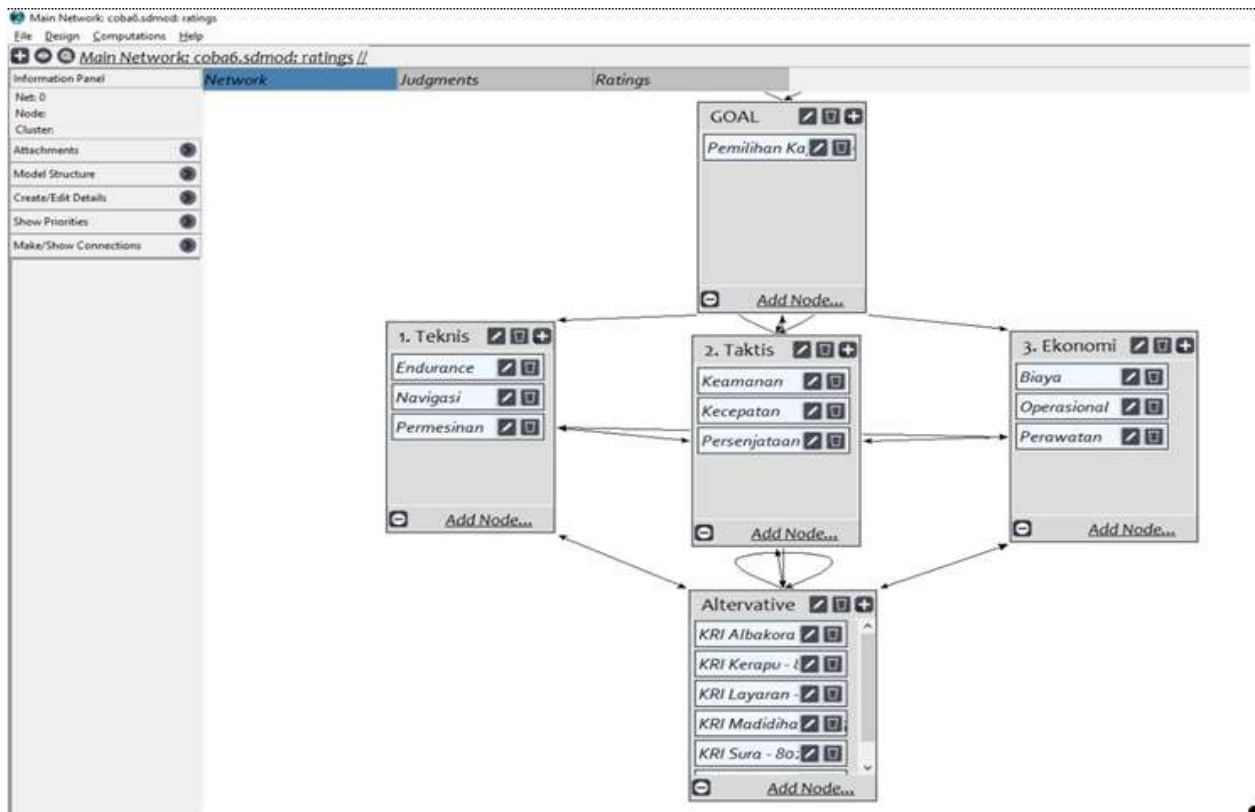 Main Network: coba6.sdmod: ratings
File Design Computations Help
Main Network: coba6.sdmod: ratings //
Information Panel
Network
Judgments
Ratings
Net: 0
Node:
Cluster:
Attachments
Model Structure
Create/Edit Details
Show Priorities
Make/Show Connections
GOAL
Pemilihan Ka
Add Node...
1. Teknis
Endurance
Navigasi
Permesinan
Add Node...
2. Taktis
Keamanan
Kecepatan
Persenjataan
Add Node...
3. Ekonomi
Biaya
Operasional
Perawatan
Add Node...
Altervative
KRI Albakora
KRI Kerapu - 8
KRI Layaran -
KRI Madidiha
KRI Sura - 802
Add Node...